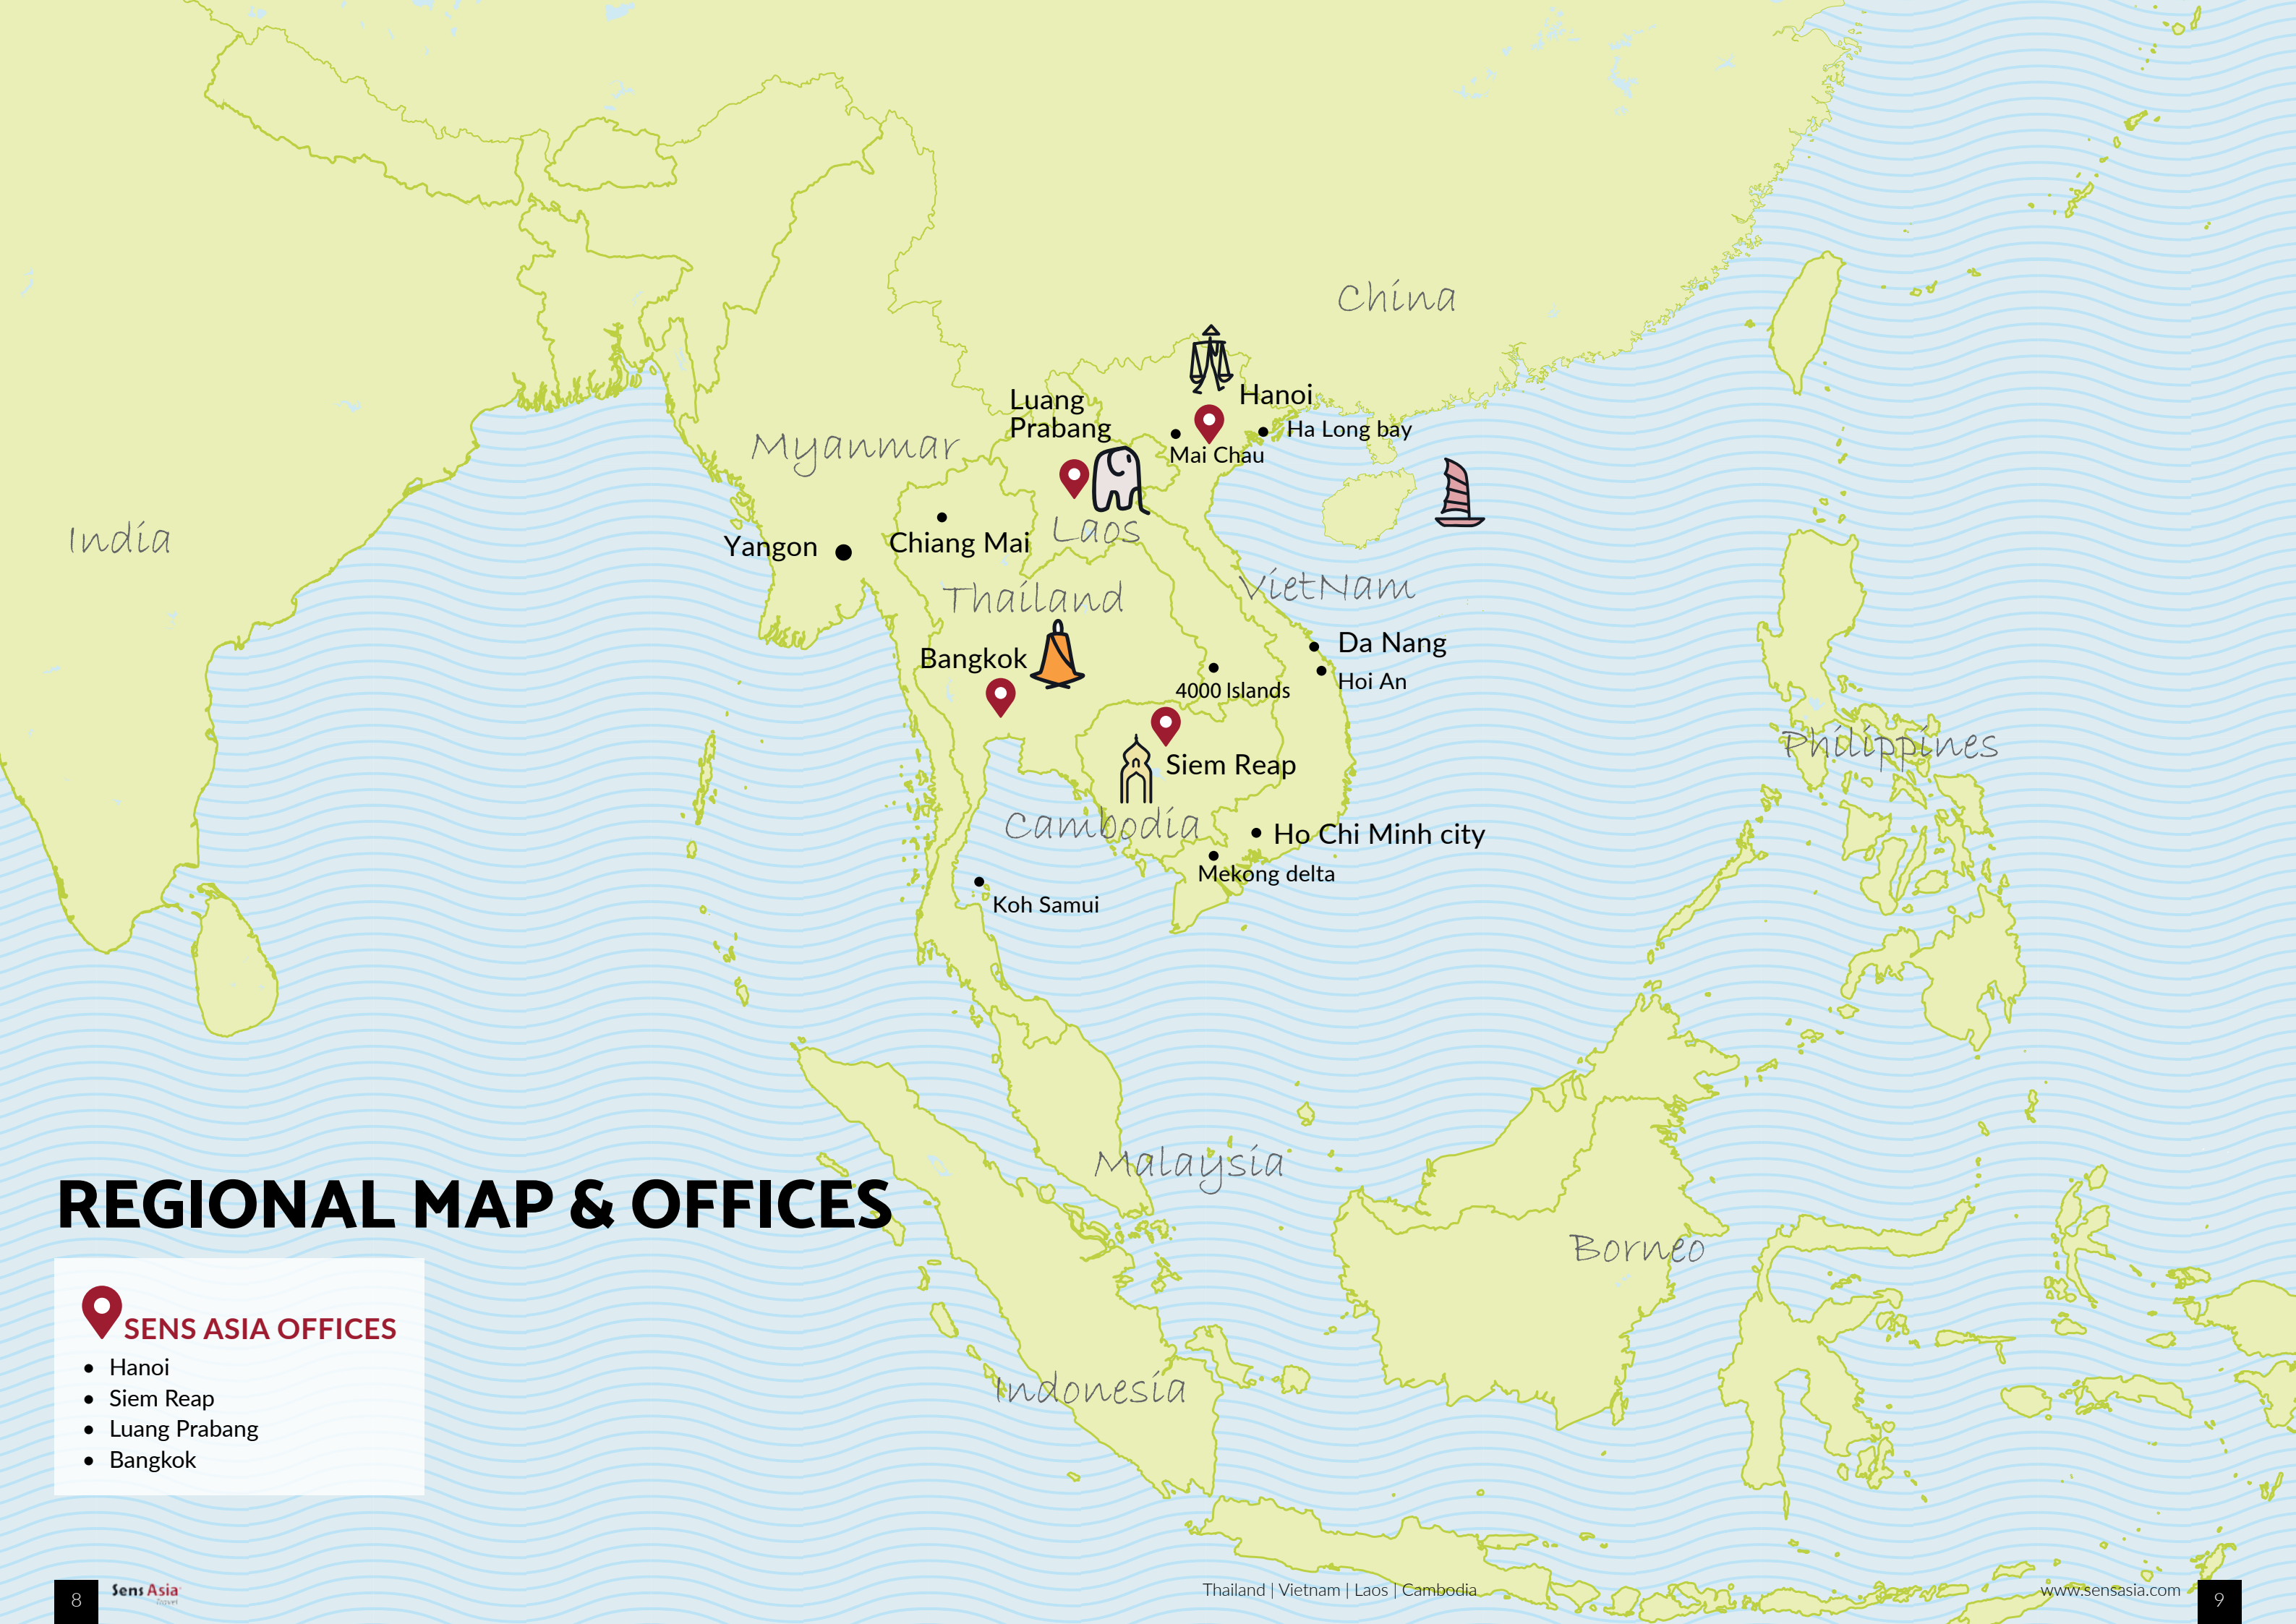 China
Hanoi
Luang
Prabang
Ha Long bay
Mai Chau
Myanmar
India
Laos
Chiang Mai
Yangon
VietNam
Thailand
Da Nang
Bangkok
Hoi An
4000 Islands
Philippines
Siem Reap
Cambodia
Ho Chi Minh city
Mekong delta
Koh Samui
Malaysia
Borneo
Indonesia
REGIONAL MAP & OFFICES
SENS ASIA OFFICES
• Hanoi
• Siem Reap
• Luang Prabang
• Bangkok
8
Sens Asia
Travel
Thailand | Vietnam | Laos | Cambodia
www.sensasia.com
9